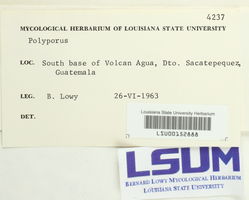 4237
MYCOLOGICAL HERBARIUM OF LOUISIANA STATE UNIVERSITY
Polyporus
LOC. South base of Volcan Agua, Dto. Sacatepequez, Guatemala
LEG. B. Lowy 26-VI-1963
DET.
Louisiana State University Herbarium
LSU00152888
LSUM
BERNARD LOWY MYCOLOGICAL HERBARIUM
LOUISIANA STATE UNIVERSITY